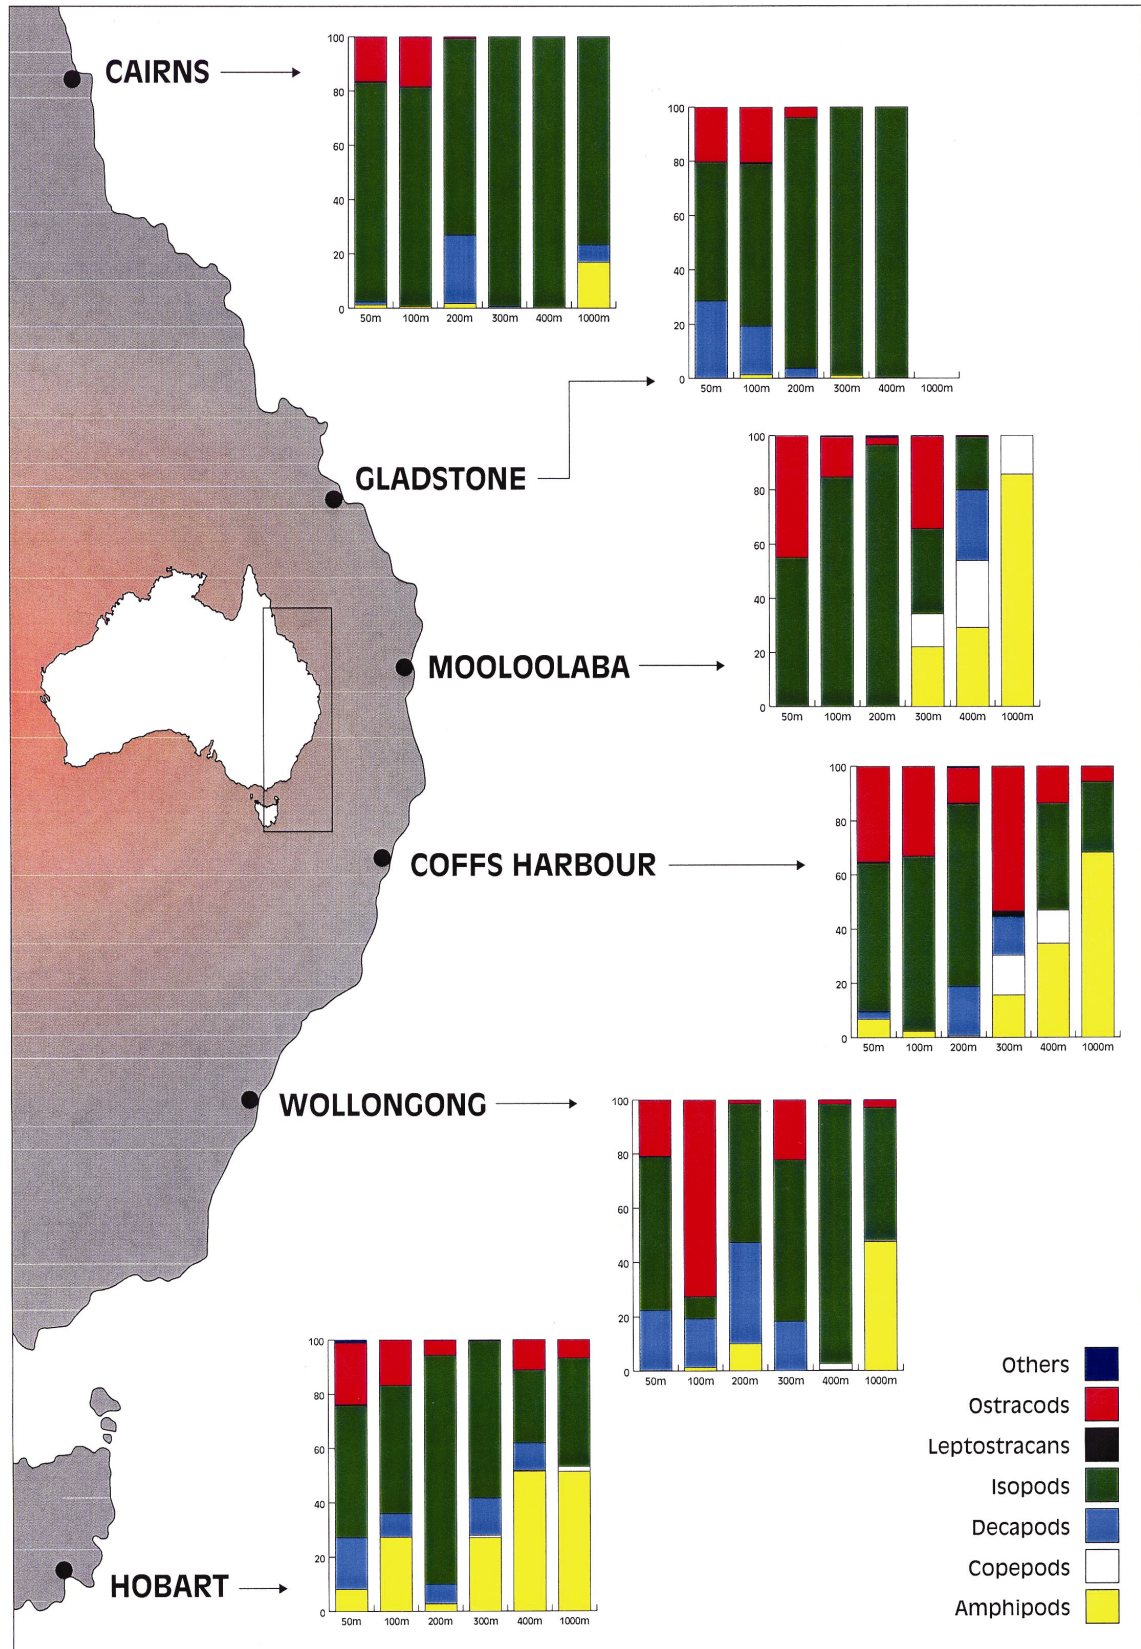 CAIRNS
100
80
60
40
20
0
50m 100m 200m 300m 400m 1000m
100
80
60
40
20
0
50m 100m 200m 300m 400m 1000m
GLADSTONE
100
80
60
40
20
0
50m 100m 200m 300m 400m 1000m
MOOLOOLABA
100
80
60
40
20
0
50m 100m 200m 300m 400m 1000m
COFFS HARBOUR
WOLLONGONG
100
80
60
40
20
0
50m 100m 200m 300m 400m 1000m
100
80
60
40
20
0
50m 100m 200m 300m 400m 1000m
HOBART
Others
Ostracods
Leptostracans
Isopods
Decapods
Copepods
Amphipods